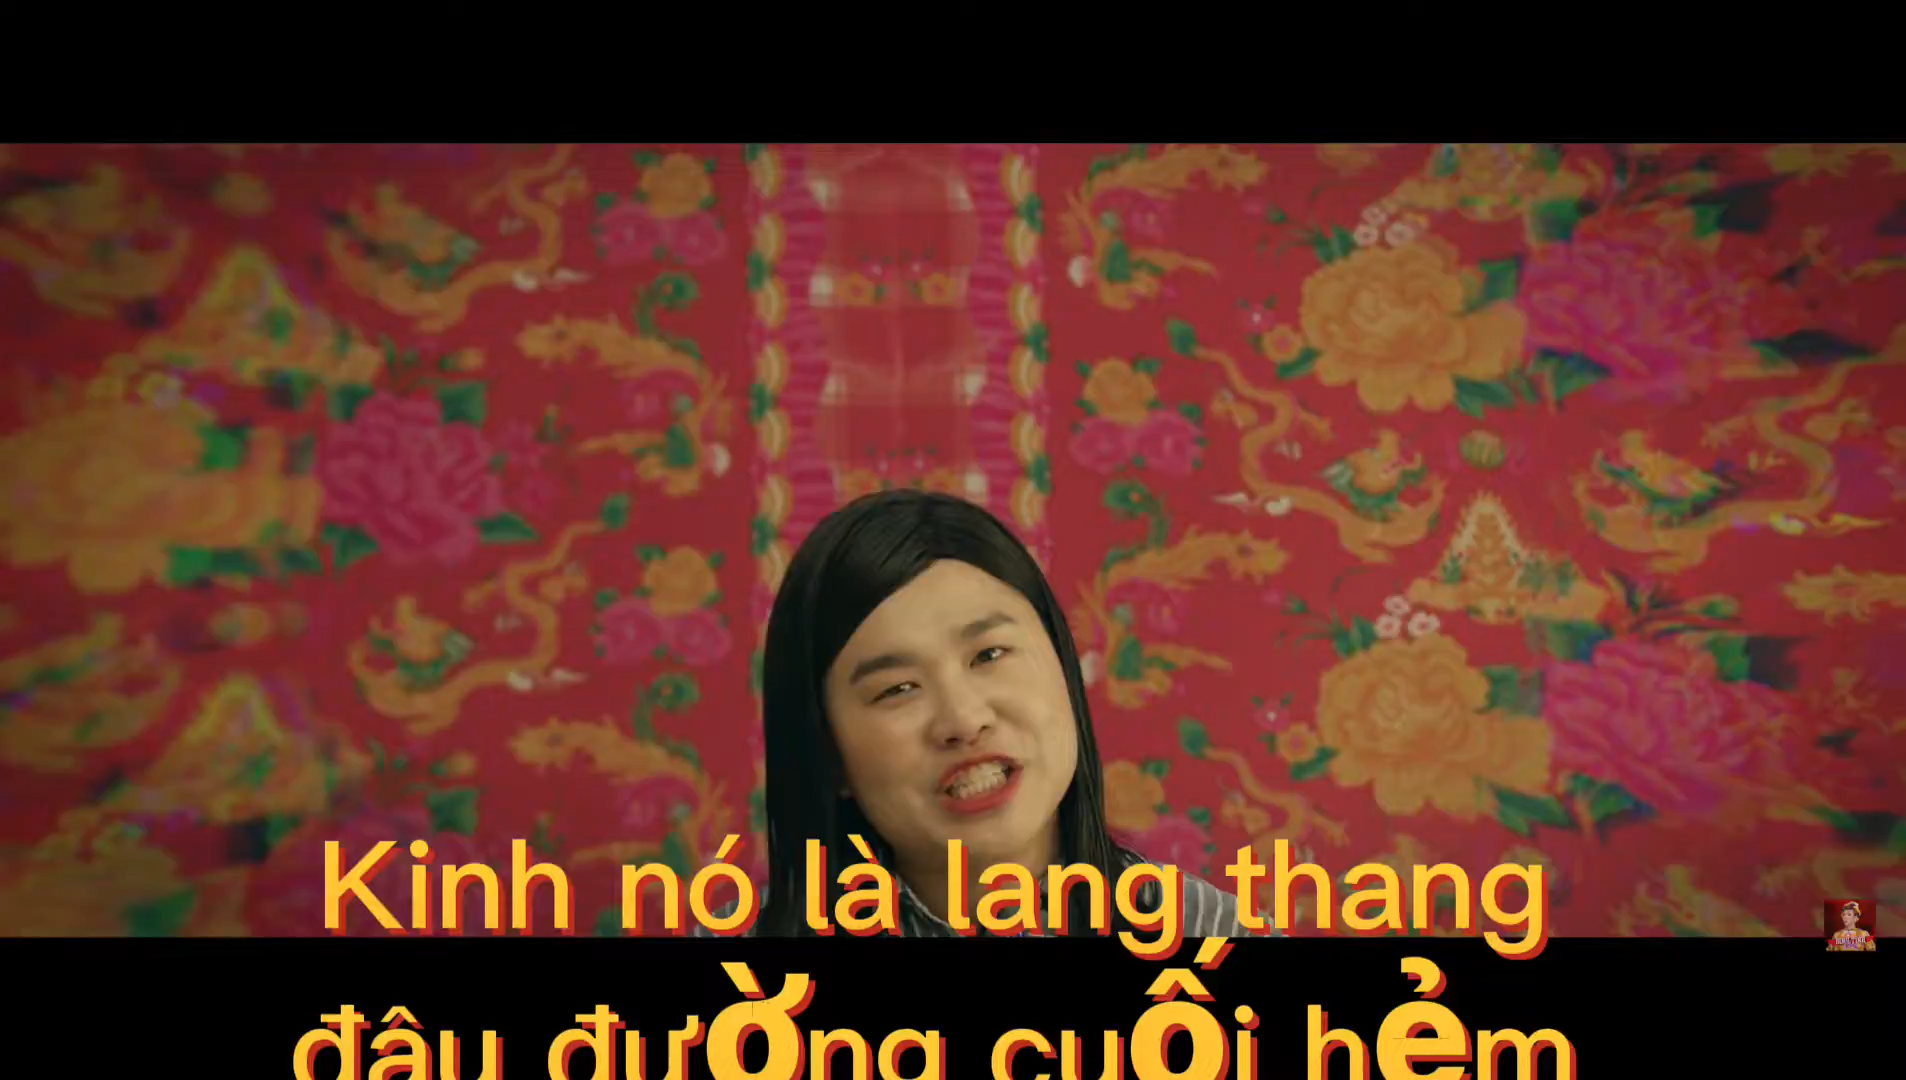 Kinh nó là lang thang
đâu đường cuối hẻm